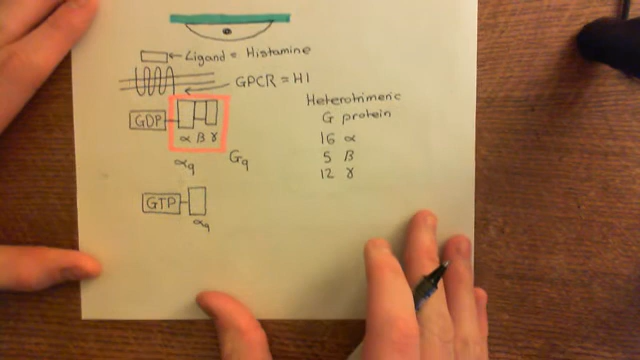 Ligand = Histamine
GPCR = H1
GDP
α β γ
αq
Gq
GTP
αq
Heterotrimeric
G protein
16 α
5 β
12 γ